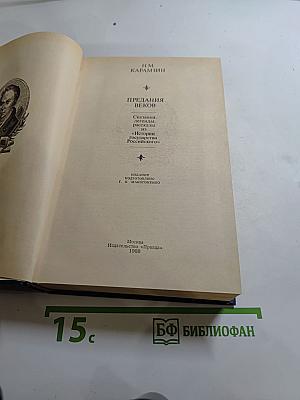 Н.М.
КАРАМЗИН
ПРЕДАНИЯ
ВЕКОВ
Сказания,
легенды,
рассказы
из
«Истории
государства
Российского»
издание
подготовлено
Г. П. Макогоненко
Москва
Издательство «Правда»
1988
15с
БФ БИБЛИОФАН